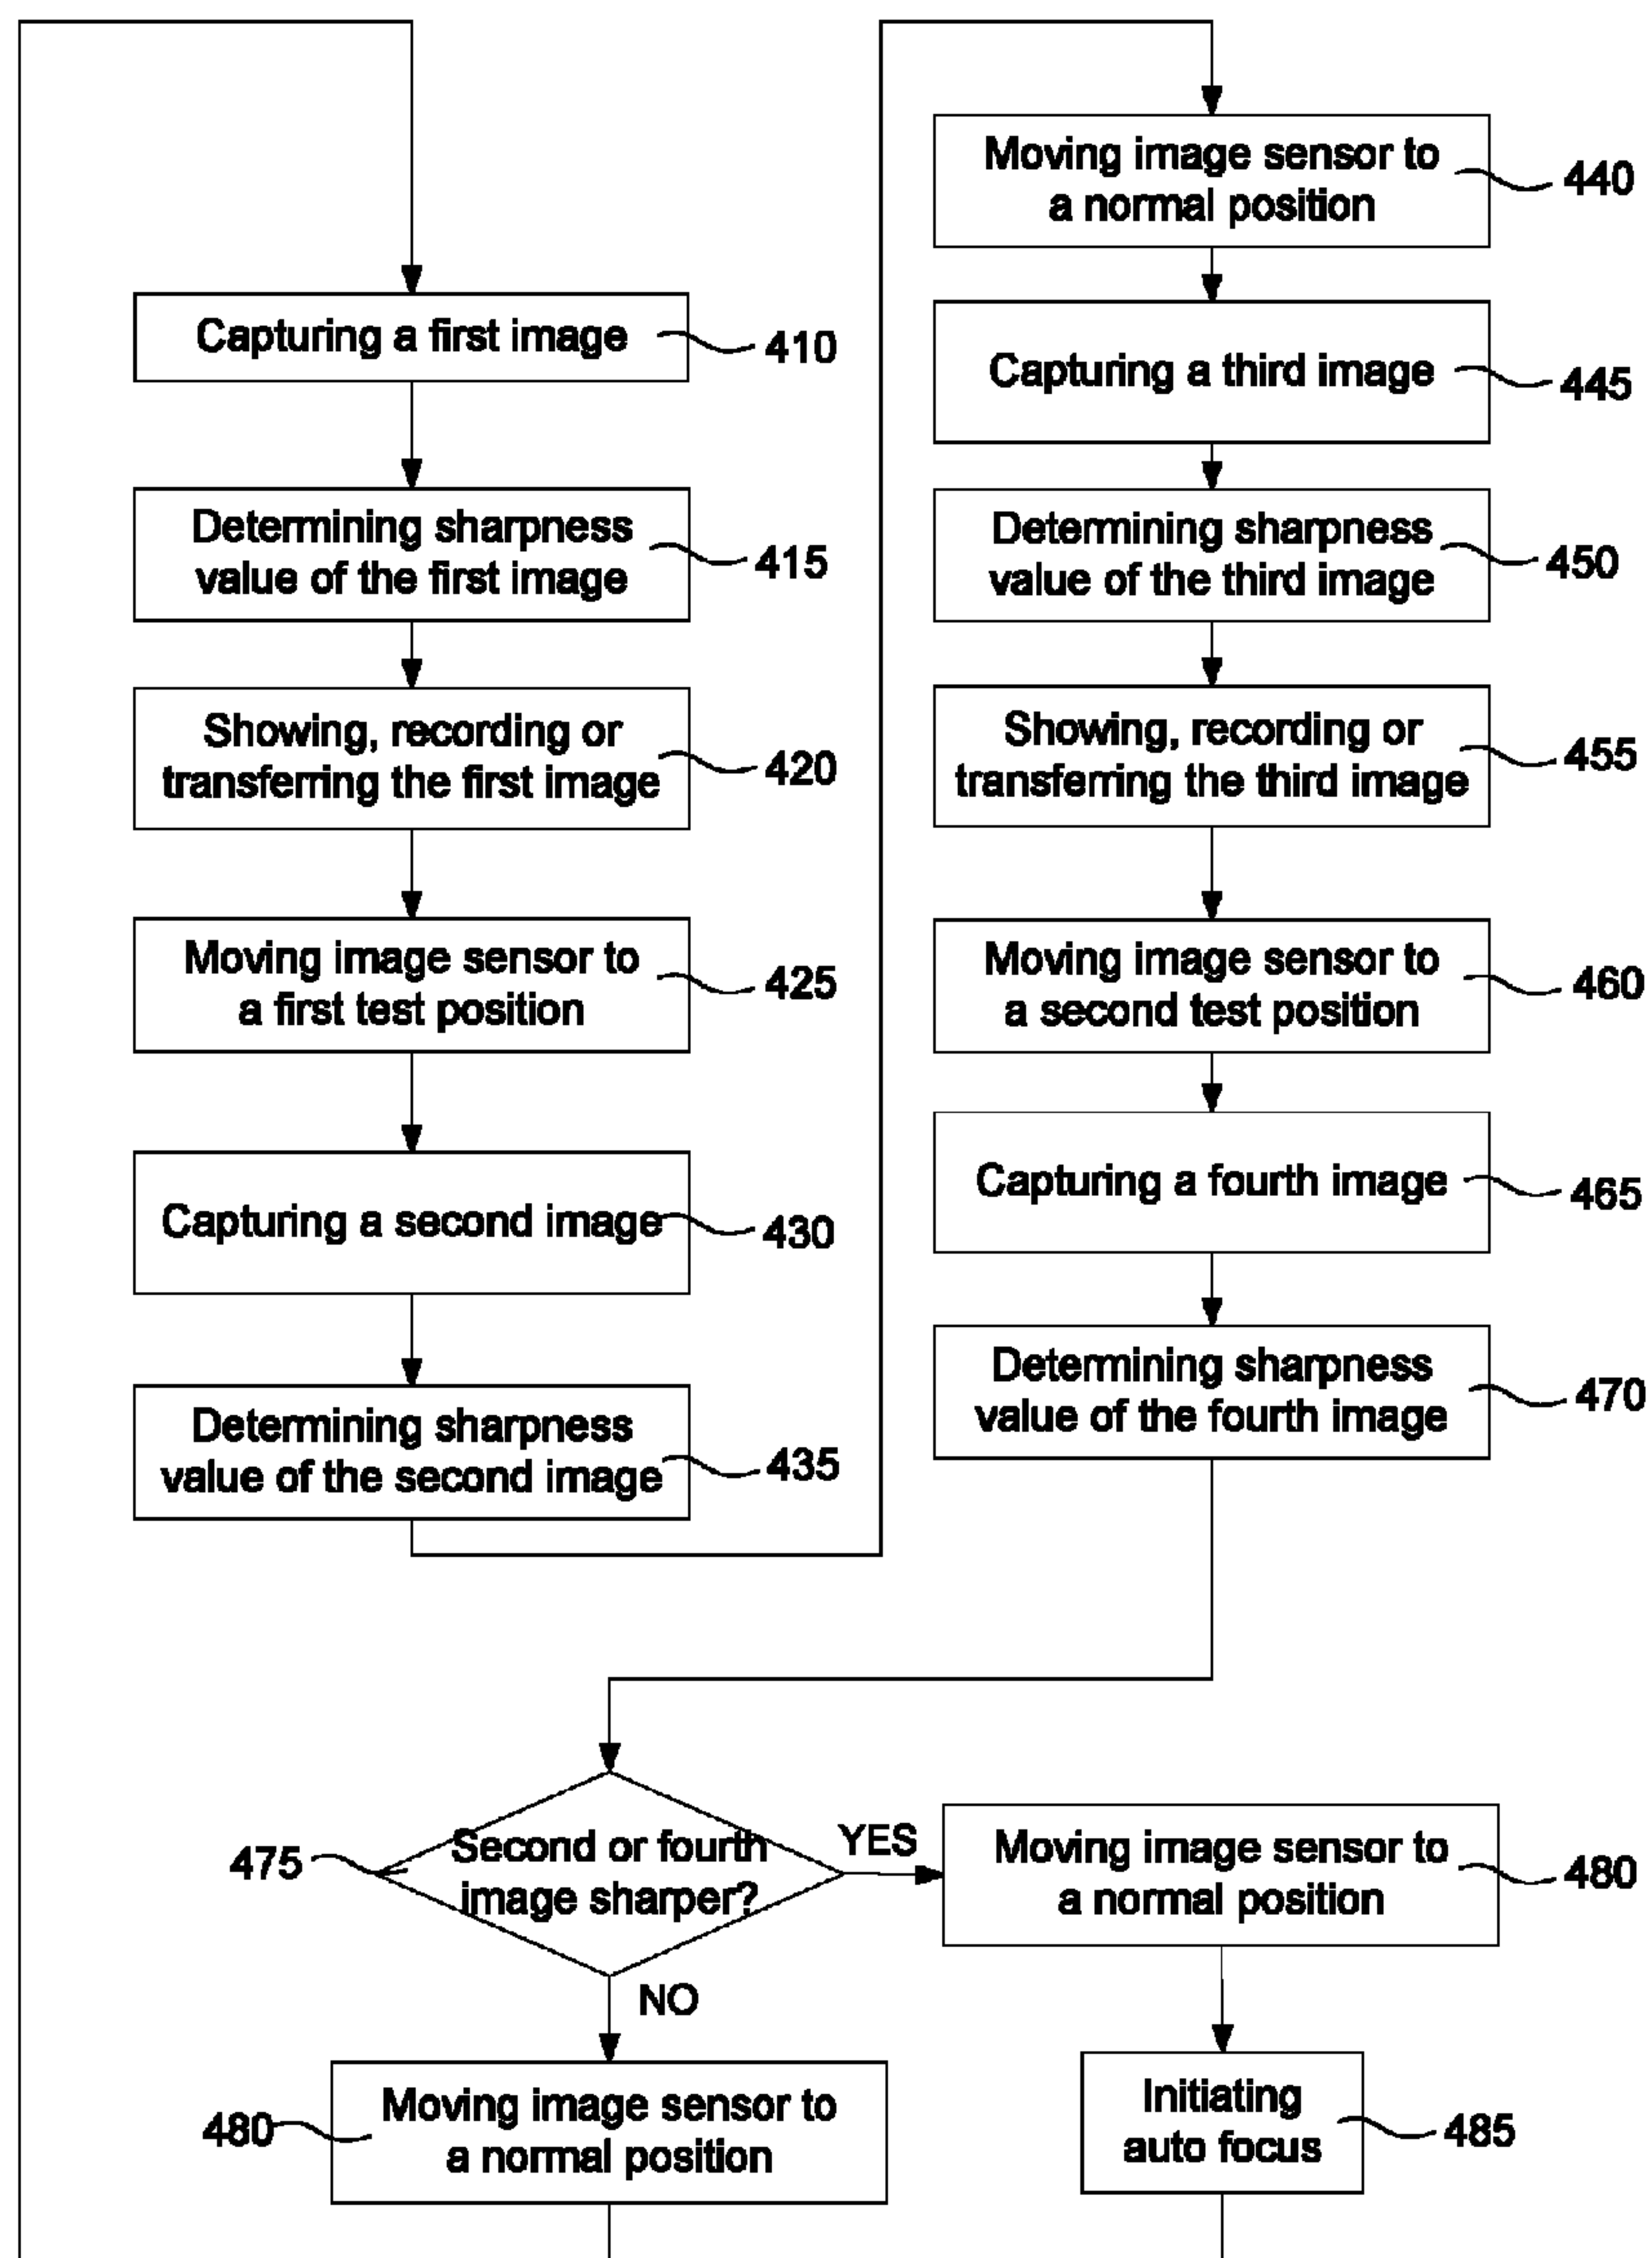 Capturing a first image
410
Determining sharpness
value of the first image
415
Showing, recording or
transferring the first image
420
Moving image sensor to
a first test position
425
Capturing a second image
430
Determining sharpness
value of the second image
435
Moving image sensor to
a normal position
440
Capturing a third image
445
Determining sharpness
value of the third image
450
Showing, recording or
transferring the third image
455
Moving image sensor to
a second test position
460
Capturing a fourth image
465
Determining sharpness
value of the fourth image
470
475
Second or fourth
image sharper?
YES
Moving image sensor to
a normal position
480
NO
480
Moving image sensor to
a normal position
Initiating
auto focus
485